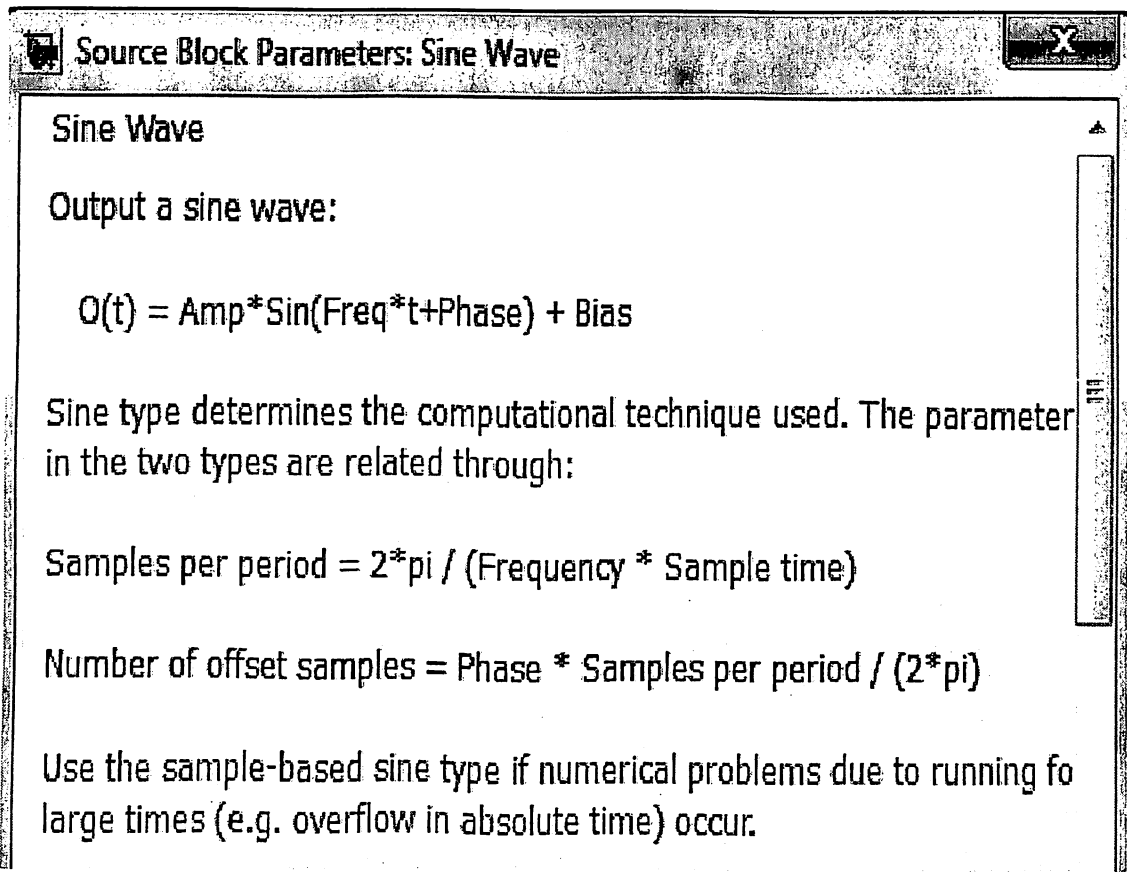 Source Block Parameters: Sine Wave
X
Sine Wave
Output a sine wave:
O(t) = Amp*Sin(Freq*t+Phase) + Bias
Sine type determines the computational technique used. The parameter
in the two types are related through:
Samples per period = 2*pi / (Frequency * Sample time)
Number of offset samples = Phase * Samples per period / (2*pi)
Use the sample-based sine type if numerical problems due to running fo
large times (e.g. overflow in absolute time) occur.